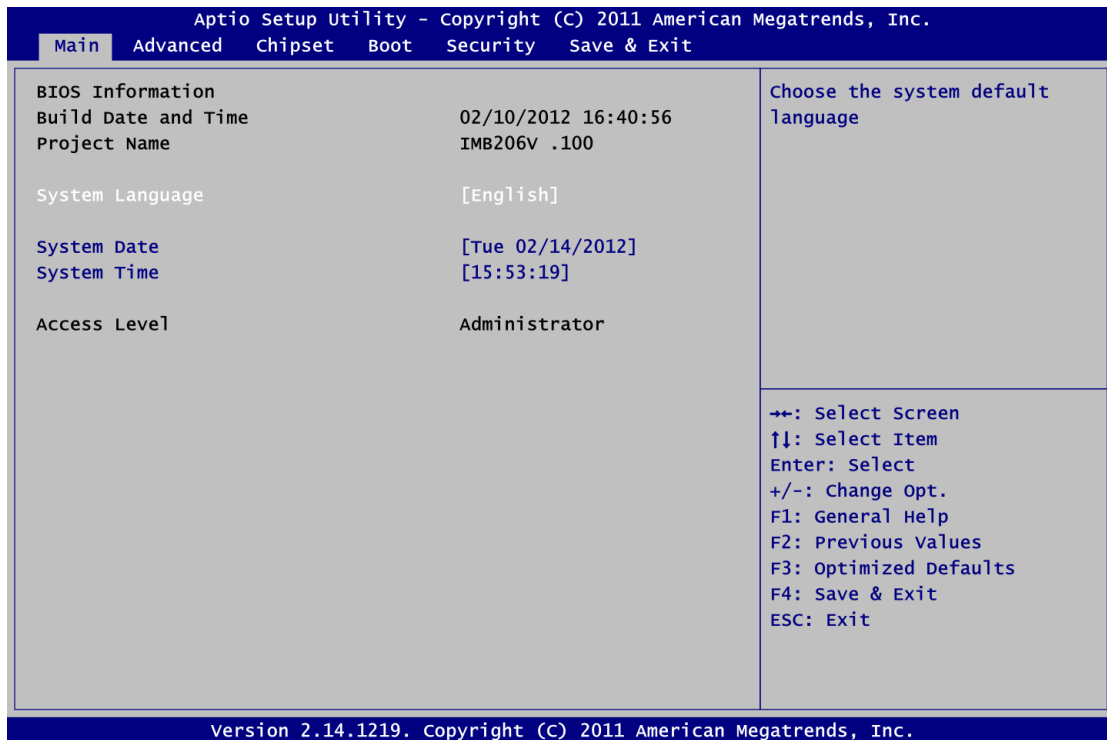 Aptio Setup Utility - Copyright (C) 2011 American Megatrends, Inc.
Main Advanced Chipset Boot Security Save & Exit
BIOS Information
Build Date and Time 02/10/2012 16:40:56
Project Name IMB206V .100
System Language [English]
System Date [Tue 02/14/2012]
System Time [15:53:19]
Access Level Administrator
Choose the system default
language
→←: Select Screen
↑↓: Select Item
Enter: Select
+/-: Change Opt.
F1: General Help
F2: Previous Values
F3: Optimized Defaults
F4: Save & Exit
ESC: Exit
Version 2.14.1219. Copyright (C) 2011 American Megatrends, Inc.